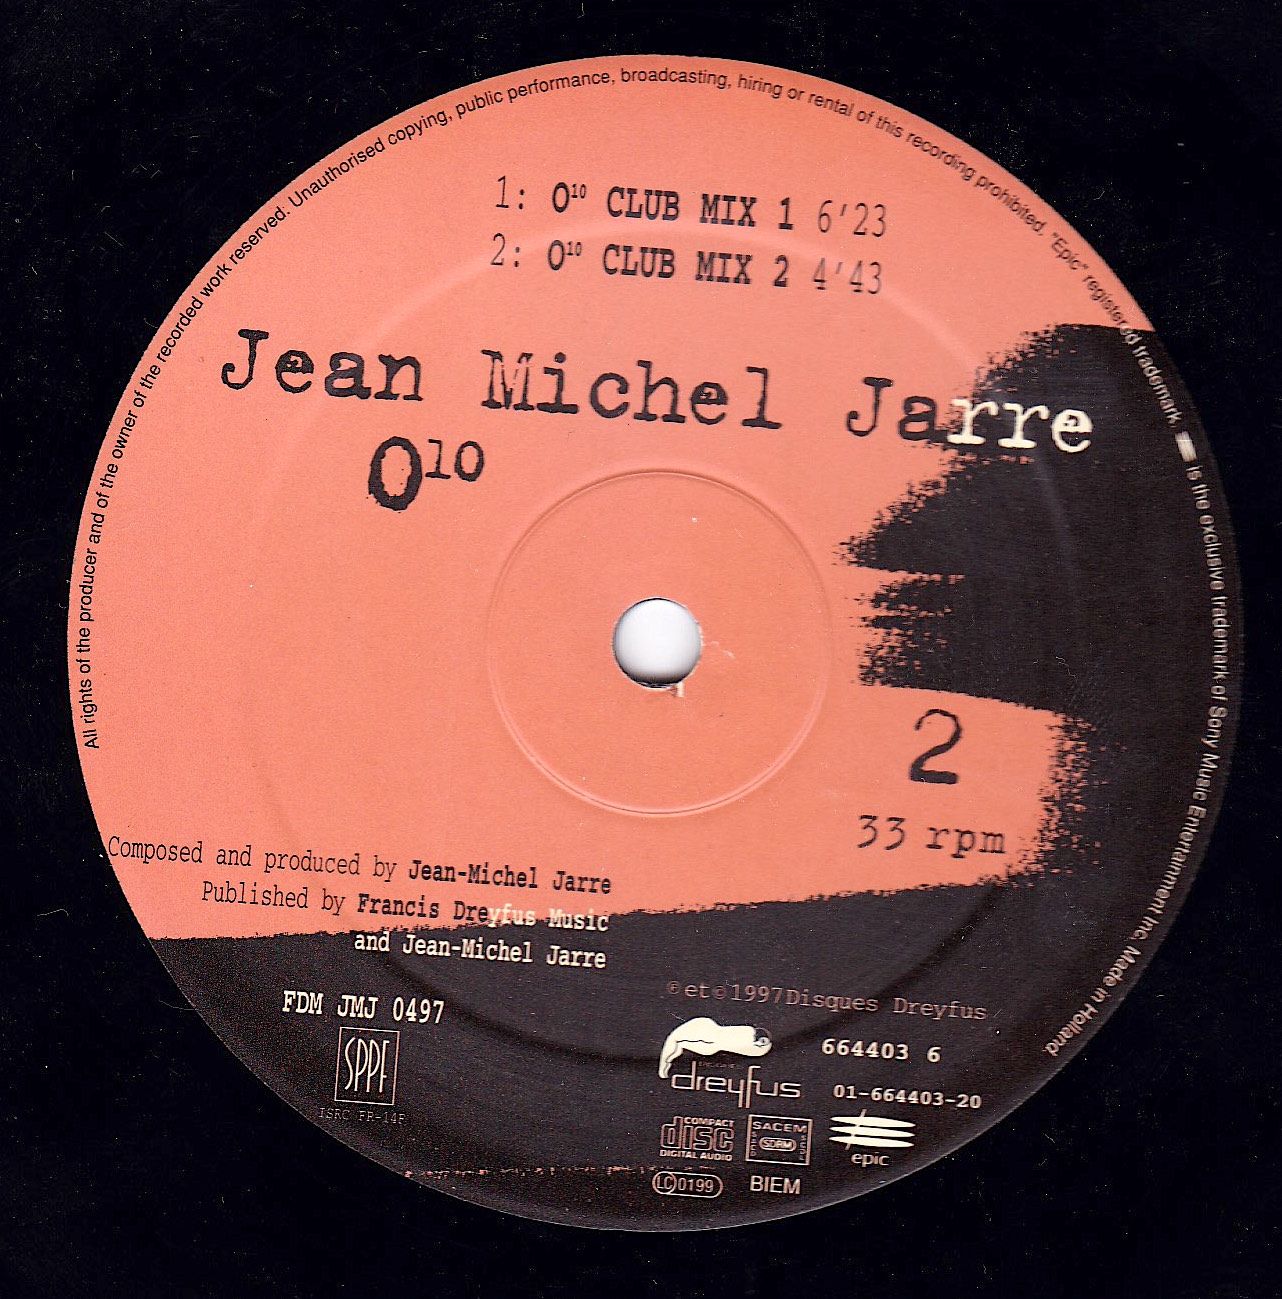 All rights of the producer and of the owner of the recorded work reserved. Unauthorised copying, public performance, broadcasting, hiring or rental of this recording prohibited. "Epic" registered trademark. is the exclusive trademark of Sony Music Entertainment Inc. Made in Holland.
1: O¹⁰ CLUB MIX 1 6'23
2: O¹⁰ CLUB MIX 2 4'43
Jean Michel Jarre
O¹⁰
2
33 rpm
Composed and produced by Jean-Michel Jarre
Published by Francis Dreyfus Music
and Jean-Michel Jarre
FDM JMJ 0497
SPPF
ISRC FR-14F
℗ et © 1997 Disques Dreyfus
dreyfus
664403 6
01-664403-20
COMPACT
disc
DIGITAL AUDIO
SACEM
SDRM
epic
LC 0199
BIEM